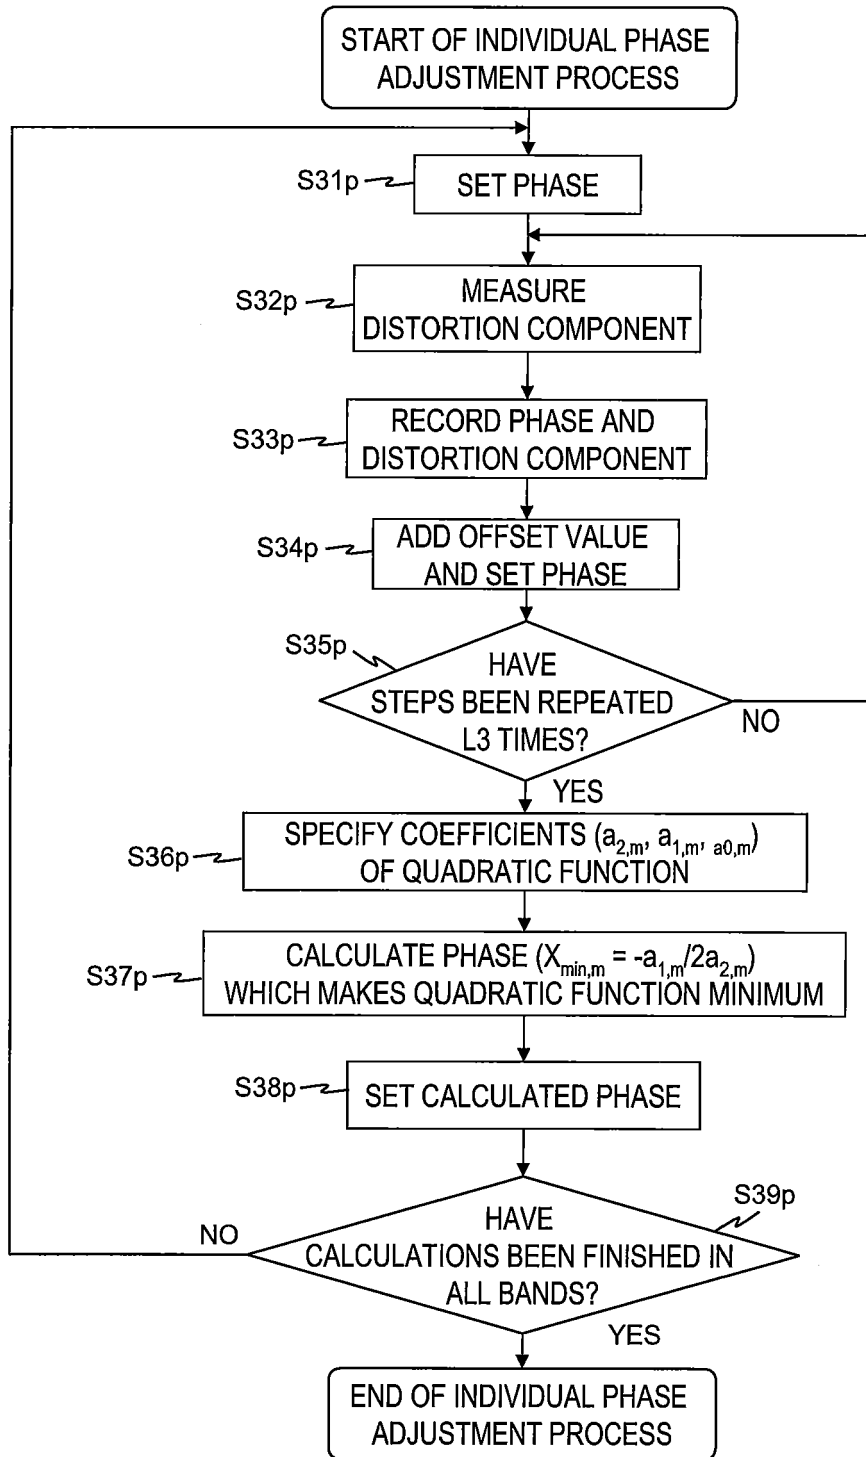 START OF INDIVIDUAL PHASE
ADJUSTMENT PROCESS
S31p
SET PHASE
S32p
MEASURE
DISTORTION COMPONENT
S33p
RECORD PHASE AND
DISTORTION COMPONENT
S34p
ADD OFFSET VALUE
AND SET PHASE
S35p
HAVE
STEPS BEEN REPEATED
L3 TIMES?
NO
YES
S36p
SPECIFY COEFFICIENTS (a2,m, a1,m, a0,m)
OF QUADRATIC FUNCTION
S37p
CALCULATE PHASE (Xmin,m = -a1,m/2a2,m)
WHICH MAKES QUADRATIC FUNCTION MINIMUM
S38p
SET CALCULATED PHASE
S39p
NO
HAVE
CALCULATIONS BEEN FINISHED IN
ALL BANDS?
YES
END OF INDIVIDUAL PHASE
ADJUSTMENT PROCESS